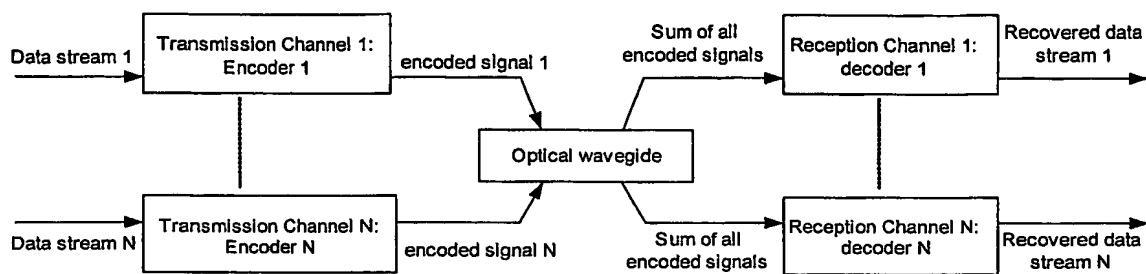 Data stream 1
Transmission Channel 1:
Encoder 1
encoded signal 1
Sum of all
encoded signals
Reception Channel 1:
decoder 1
Recovered data
stream 1
Optical wavegide
Data stream N
Transmission Channel N:
Encoder N
encoded signal N
Sum of all
encoded signals
Reception Channel N:
decoder N
Recovered data
stream N